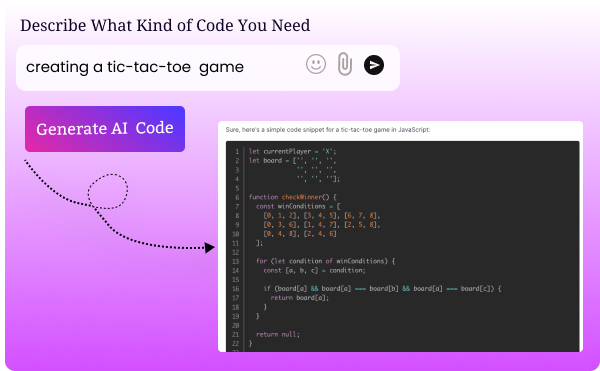 Describe What Kind of Code You Need
creating a tic-tac-toe game
Generate AI Code
Sure, here's a simple code snippet for a tic-tac-toe game in JavaScript:
1 let currentPlayer = 'X';
2 let board = ['', '', '',
3 '', '', '',
4 '', '', ''];
5
6 function checkWinner() {
7 const winConditions = [
8 [0, 1, 2], [3, 4, 5], [6, 7, 8],
9 [0, 3, 6], [1, 4, 7], [2, 5, 8],
10 [0, 4, 8], [2, 4, 6]
11 ];
12
13 for (let condition of winConditions) {
14 const [a, b, c] = condition;
15
16 if (board[a] && board[a] === board[b] && board[a] === board[c]) {
17 return board[a];
18 }
19 }
20
21 return null;
22 }